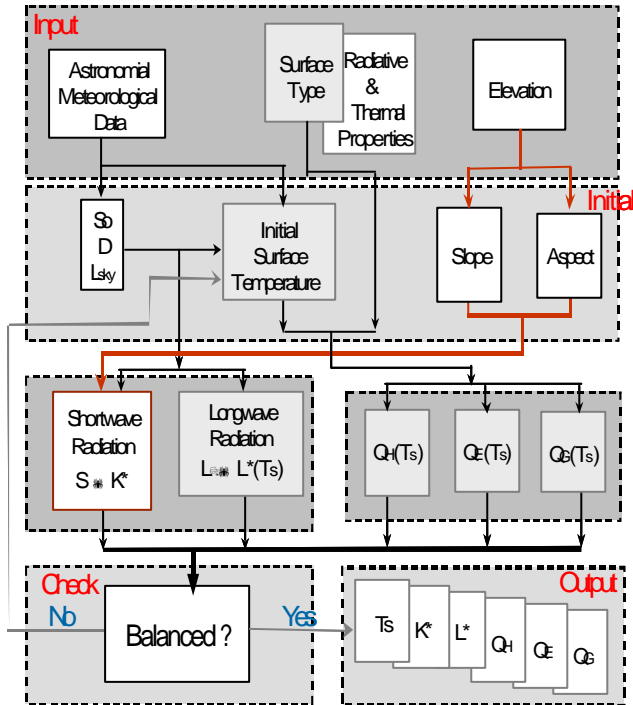 Input
Astronomial
Meteorological
Data
Surface
Type
Radiative
&
Thermal
Properties
Elevation
Initial
So
D
Lsky
Initial
Surface
Temperature
Slope
Aspect
Shortwave
Radiation
S K*
Longwave
Radiation
L L*(Ts)
QH(Ts)
QE(Ts)
QG(Ts)
Check
No
Balanced ?
Yes
Output
Ts
K*
L*
QH
QE
QG